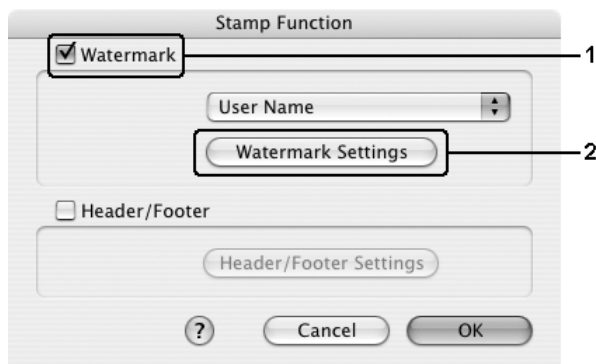 Stamp Function
Watermark
1
User Name
Watermark Settings
2
Header/Footer
Header/Footer Settings
? Cancel OK